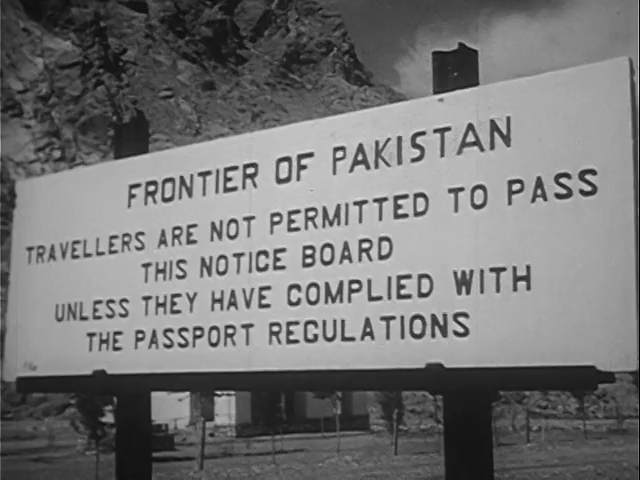 FRONTIER OF PAKISTAN
TRAVELLERS ARE NOT PERMITTED TO PASS
THIS NOTICE BOARD
UNLESS THEY HAVE COMPLIED WITH
THE PASSPORT REGULATIONS